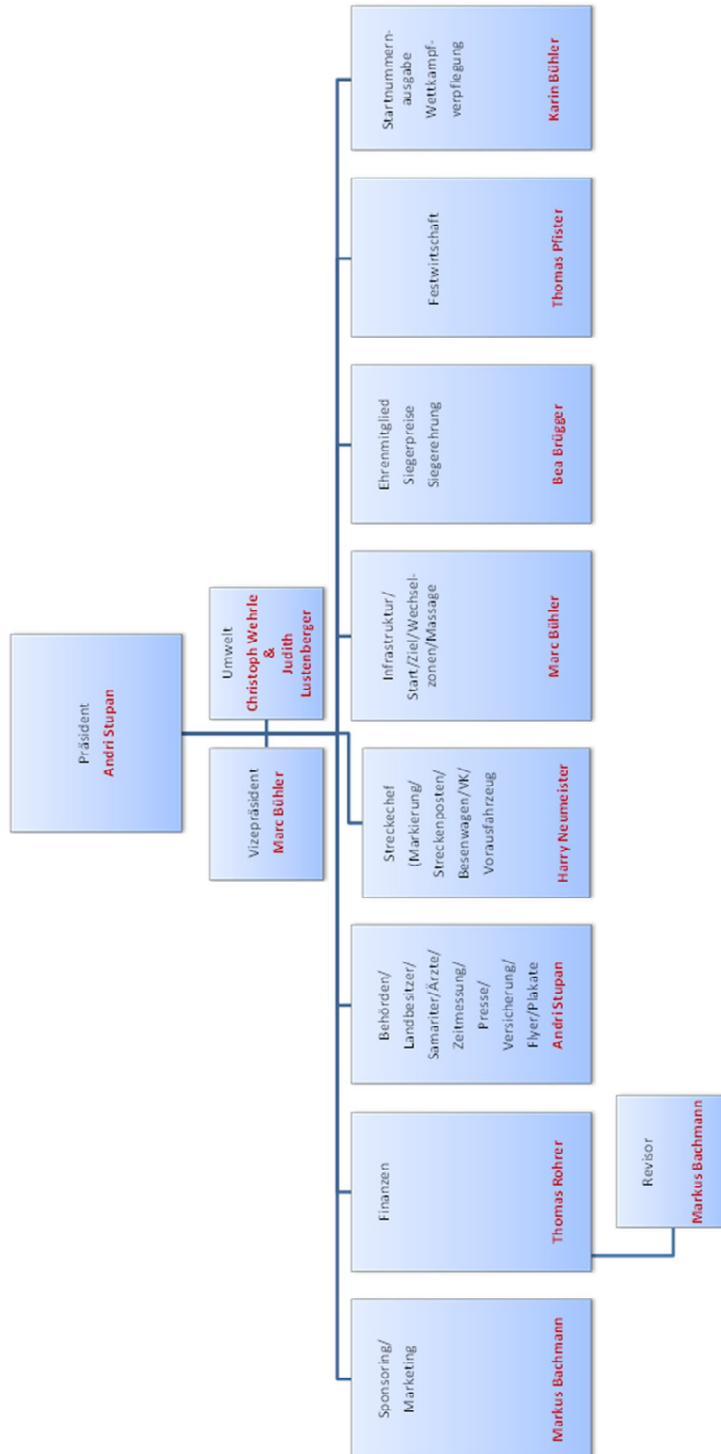 Präsident
Andri Stupan
Vizepräsident
Marc Bühler
Umwelt
Christoph Wehrle
&
Judith
Lustenberger
Sponsoring/
Marketing
Markus Bachmann
Finanzen
Thomas Rohrer
Behörden/
Landbesitzer/
Samariter/Ärzte/
Zeitmessung/
Presse/
Versicherung/
Flyer/Plakate
Andri Stupan
Streckechef
(Markierung/
Streckenposten/
Besenwagen/VK/
Vorausfahrzeug
Harry Neumeister
Infrastruktur/
Start/Ziel/Wechsel-
zonen/Massage
Marc Bühler
Ehrenmitglied
Siegerpreise
Siegerehrung
Bea Brügger
Festwirtschaft
Thomas Pfister
Startnummern-
ausgabe
Wettkampf-
verpflegung
Karin Bühler
Revisor
Markus Bachmann